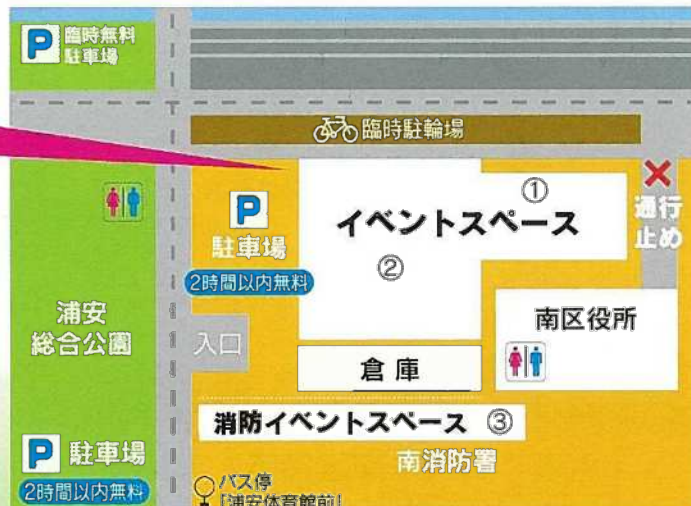 P 臨時無料
駐車場
臨時駐輪場
①
イベントスペース
②
通行
止め
P
駐車場
2時間以内無料
浦安
総合公園
入口
南区役所
倉庫
消防イベントスペース ③
南消防署
P 駐車場
2時間以内無料
バス停
「浦安体育館前」